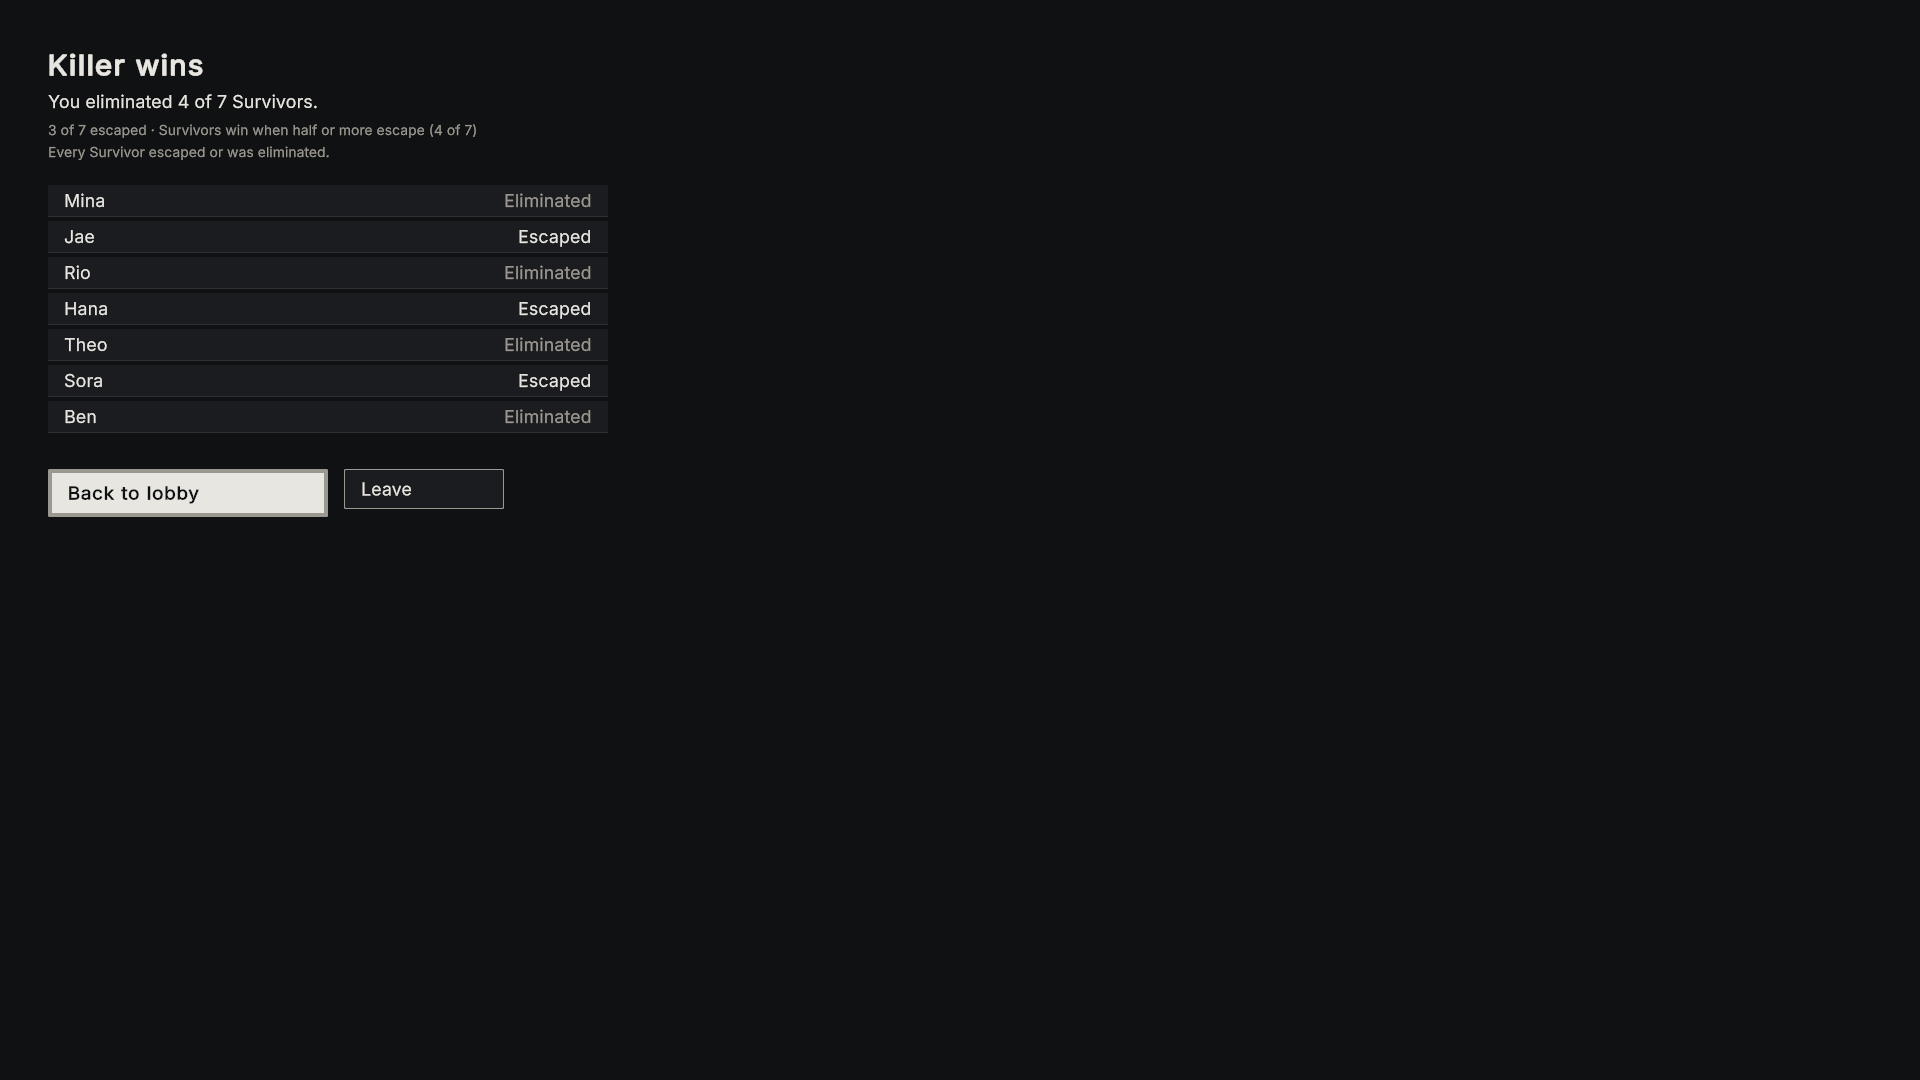 Killer wins
You eliminated 4 of 7 Survivors.
3 of 7 escaped · Survivors win when half or more escape (4 of 7)
Every Survivor escaped or was eliminated.
Mina Eliminated
Jae Escaped
Rio Eliminated
Hana Escaped
Theo Eliminated
Sora Escaped
Ben Eliminated
Back to lobby Leave